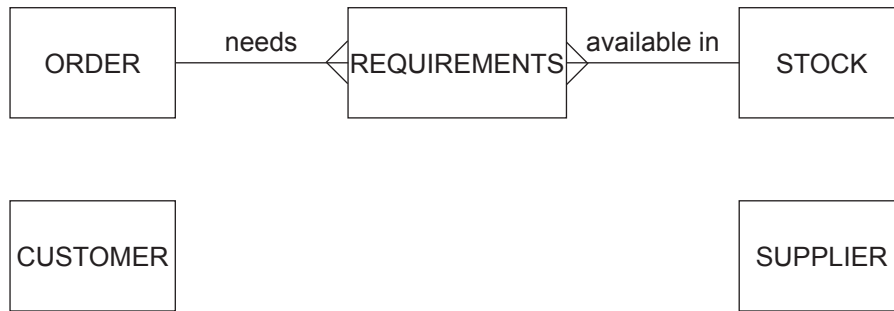 needs
available in
ORDER
REQUIREMENTS
STOCK
CUSTOMER
SUPPLIER